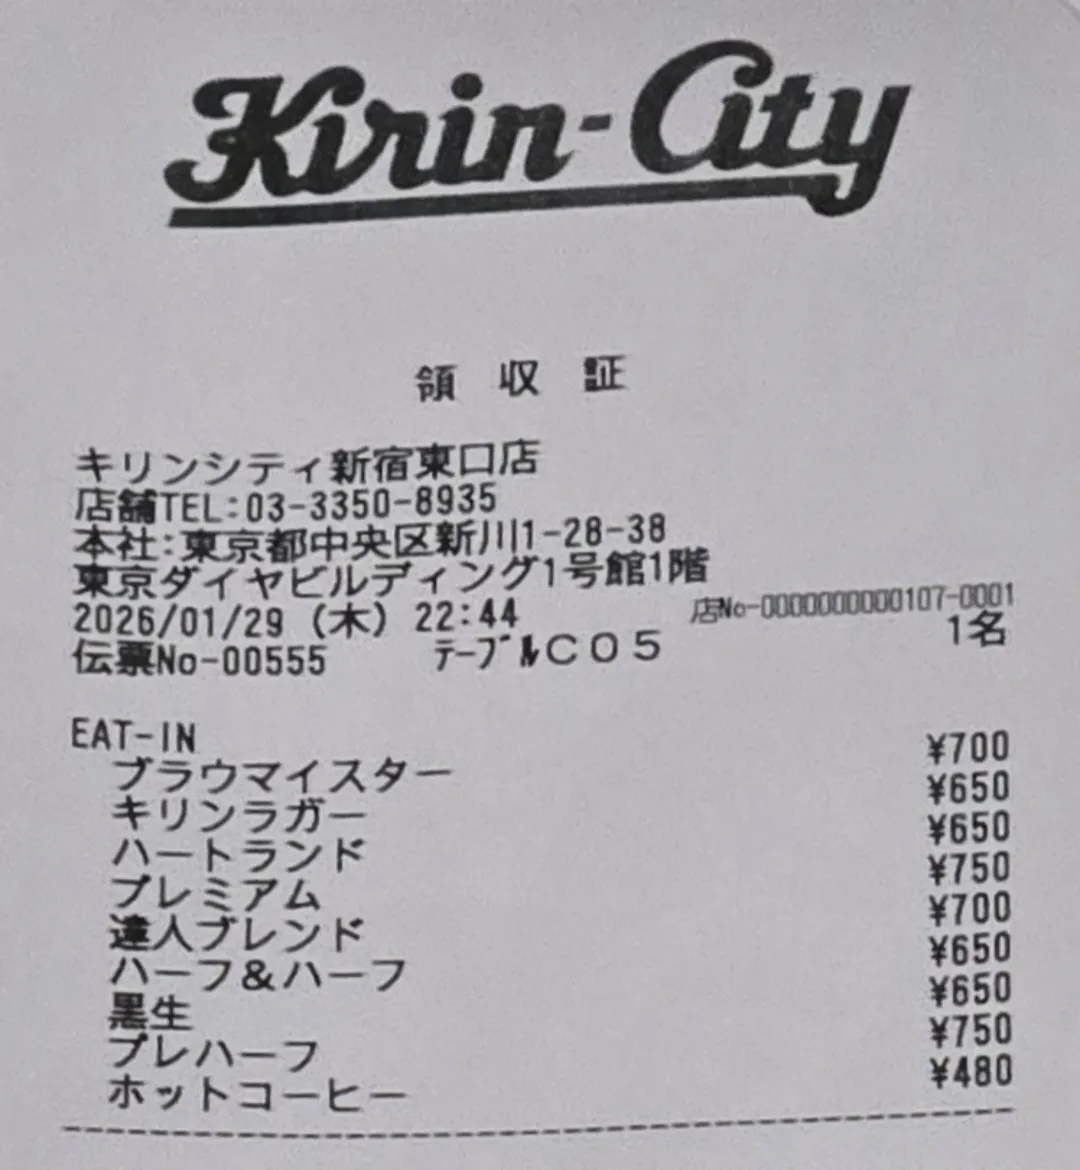 Kirin-City
領収証
キリンシティ新宿東口店
店舗TEL:03-3350-8935
本社:東京都中央区新川1-28-38
東京ダイヤビルディング1号館1階
2026/01/29 (木) 22:44 店No-0000000000107-0001
伝票No-00555 テーブルC05 1名
EAT-IN
ブラウマイスター ¥700
キリンラガー ¥650
ハートランド ¥650
プレミアム ¥750
達人ブレンド ¥700
ハーフ&ハーフ ¥650
黒生 ¥650
プレハーフ ¥750
ホットコーヒー ¥480